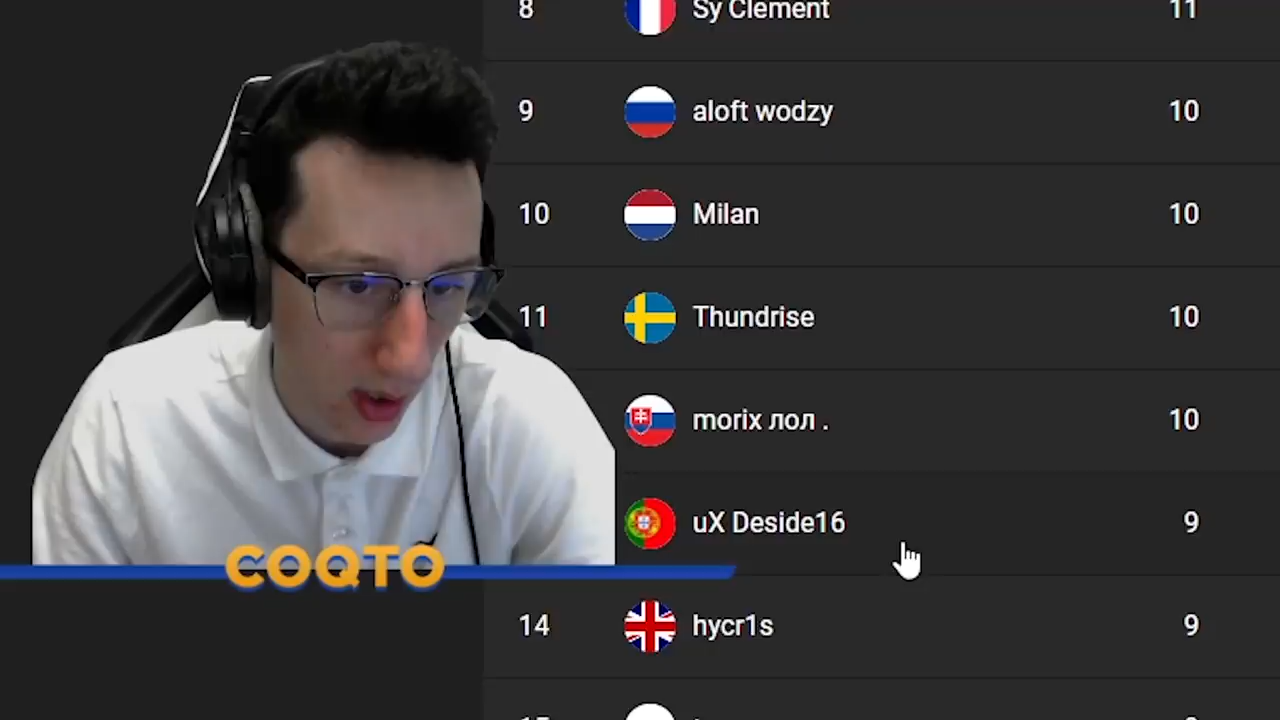 8 Sy Clement 11
9 aloft wodzy 10
10 Milan 10
11 Thundrise 10
morix лол . 10
uX Deside16 9
COQTO
14 hycr1s 9